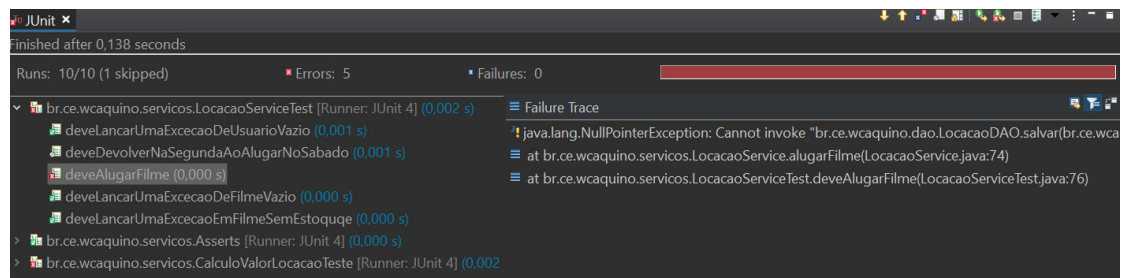 JUnit ×
Finished after 0,138 seconds
Runs: 10/10 (1 skipped) Errors: 5 Failures: 0
br.ce.wcaquino.servicos.LocacaoServiceTest [Runner: JUnit 4] (0,002 s)
deveLancarUmaExcecaoDeUsuarioVazio (0,001 s)
deveDevolverNaSegundaAoAlugarNoSabado (0,001 s)
deveAlugarFilme (0,000 s)
deveLancarUmaExcecaoDeFilmeVazio (0,000 s)
deveLancarUmaExcecaoEmFilmeSemEstoquqe (0,000 s)
br.ce.wcaquino.servicos.Asserts [Runner: JUnit 4] (0,000 s)
br.ce.wcaquino.servicos.CalculoValorLocacaoTeste [Runner: JUnit 4] (0,002
Failure Trace
java.lang.NullPointerException: Cannot invoke "br.ce.wcaquino.dao.LocacaoDAO.salvar(br.ce.wca
at br.ce.wcaquino.servicos.LocacaoService.alugarFilme(LocacaoService.java:74)
at br.ce.wcaquino.servicos.LocacaoServiceTest.deveAlugarFilme(LocacaoServiceTest.java:76)